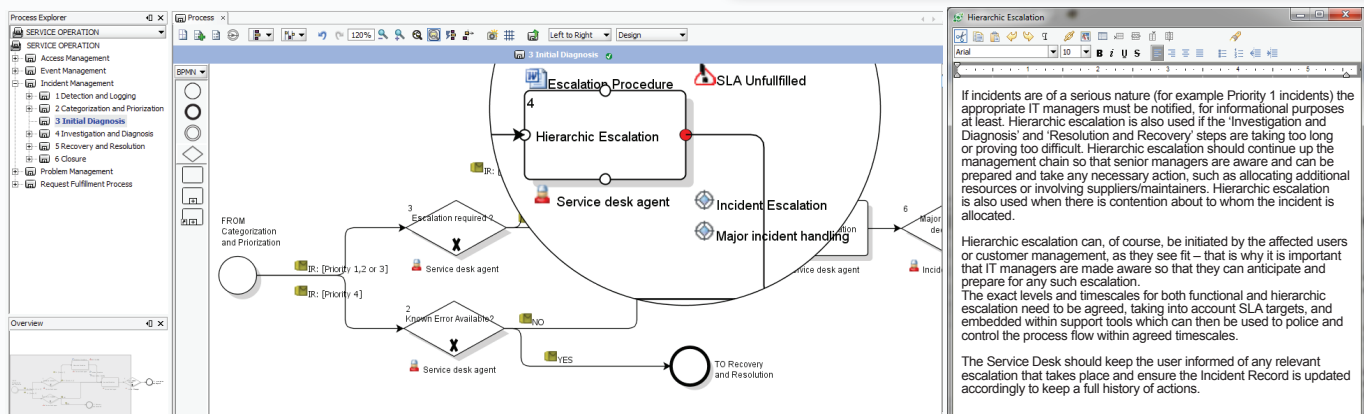 Process Explorer
SERVICE OPERATION
SERVICE OPERATION
Access Management
Event Management
Incident Management
1 Detection and Logging
2 Categorization and Priorization
3 Initial Diagnosis
4 Investigation and Diagnosis
5 Recovery and Resolution
6 Closure
Problem Management
Request Fulfillment Process
Overview
Process
120%
Left to Right
Design
3 Initial Diagnosis
BPMN
FROM
Categorization
and Priorization
IR: [Priority 1,2 or 3]
IR: [Priority 4]
3
Escalation required ?
Service desk agent
IR: [
2
Known Error Available?
Service desk agent
NO
YES
TO Recovery
and Resolution
Escalation Procedure
SLA Unfullfilled
4
Hierarchic Escalation
Service desk agent
Incident Escalation
Major incident handling
ation
vice desk agent
6
Major
dec
Incide
Hierarchic Escalation
Arial
10
B i U S
1 2 3 4 5
If incidents are of a serious nature (for example Priority 1 incidents) the
appropriate IT managers must be notified, for informational purposes
at least. Hierarchic escalation is also used if the ‘Investigation and
Diagnosis’ and ‘Resolution and Recovery’ steps are taking too long
or proving too difficult. Hierarchic escalation should continue up the
management chain so that senior managers are aware and can be
prepared and take any necessary action, such as allocating additional
resources or involving suppliers/maintainers. Hierarchic escalation
is also used when there is contention about to whom the incident is
allocated.
Hierarchic escalation can, of course, be initiated by the affected users
or customer management, as they see fit – that is why it is important
that IT managers are made aware so that they can anticipate and
prepare for any such escalation.
The exact levels and timescales for both functional and hierarchic
escalation need to be agreed, taking into account SLA targets, and
embedded within support tools which can then be used to police and
control the process flow within agreed timescales.
The Service Desk should keep the user informed of any relevant
escalation that takes place and ensure the Incident Record is updated
accordingly to keep a full history of actions.